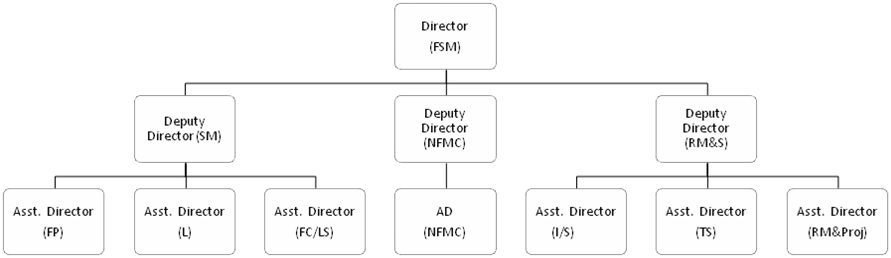 Director
(FSM)
Deputy
Director (SM)
Deputy
Director
(NFMC)
Deputy
Director
(RM&S)
Asst. Director
(FP)
Asst. Director
(L)
Asst. Director
(FC/LS)
AD
(NFMC)
Asst. Director
(I/S)
Asst. Director
(TS)
Asst. Director
(RM&Proj)